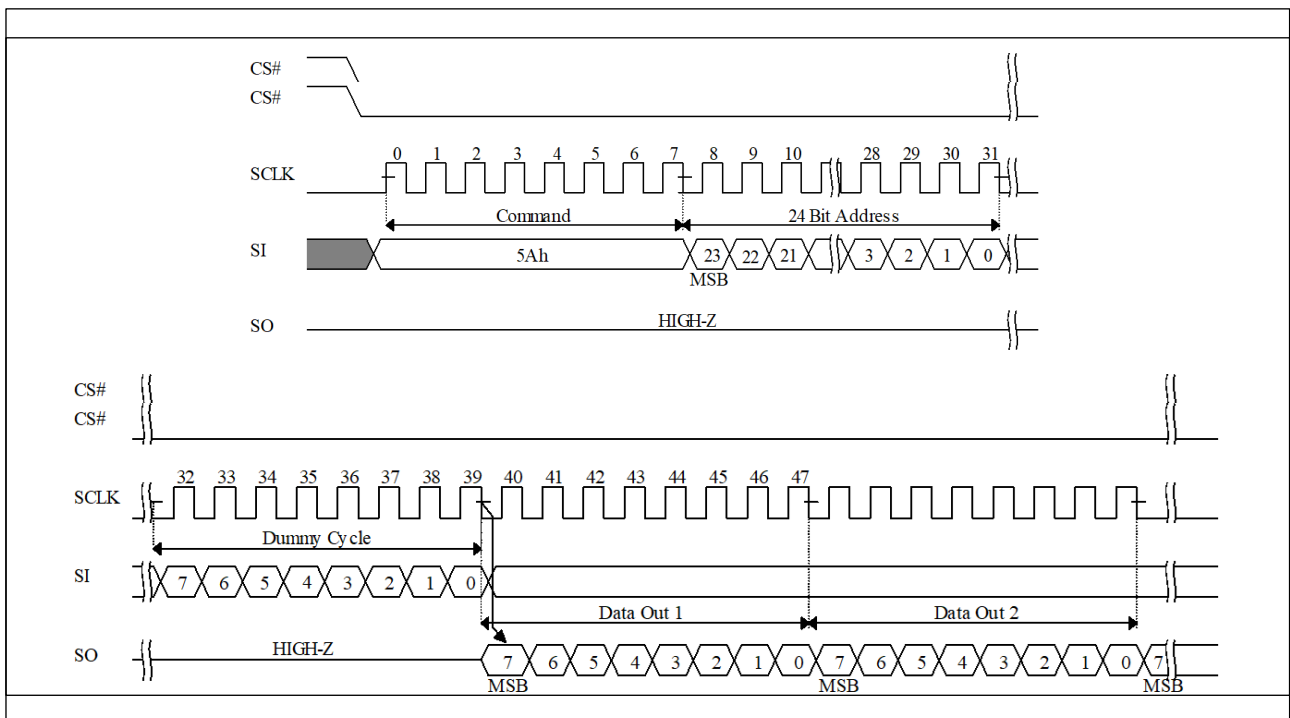 CS#
CS#
0 1 2 3 4 5 6 7 8 9 10 28 29 30 31
SCLK
Command 24 Bit Address
SI 5Ah 23 22 21 3 2 1 0
MSB
SO HIGH-Z
CS#
CS#
32 33 34 35 36 37 38 39 40 41 42 43 44 45 46 47
SCLK
Dummy Cycle
SI 7 6 5 4 3 2 1 0
Data Out 1 Data Out 2
SO HIGH-Z 7 6 5 4 3 2 1 0 7 6 5 4 3 2 1 0 7
MSB MSB MSB